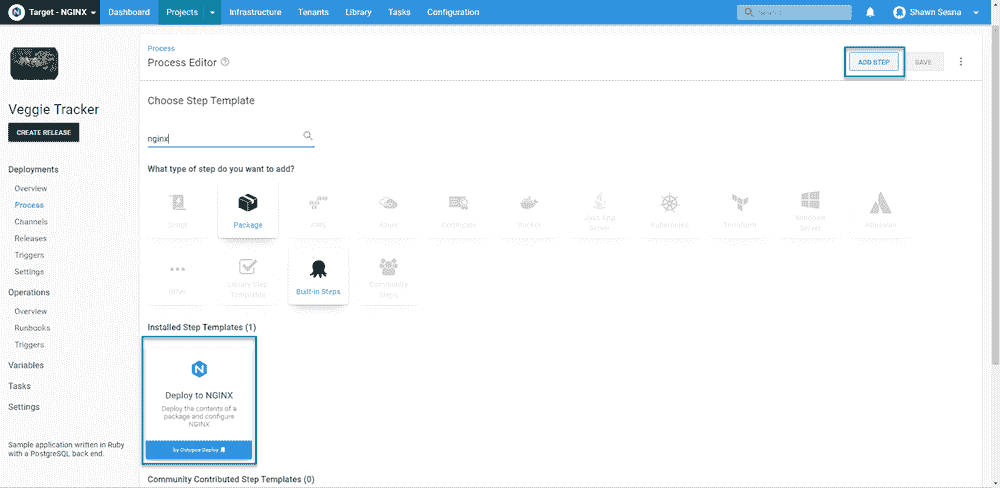 Target - NGINX
Dashboard
Projects
Infrastructure
Tenants
Library
Tasks
Configuration
Search
Shawn Sesna
Veggie Tracker
CREATE RELEASE
Deployments
Overview
Process
Channels
Releases
Triggers
Settings
Operations
Overview
Runbooks
Triggers
Variables
Tasks
Settings
Sample application written in Ruby
with a PostgreSQL back end.
Process
Process Editor
ADD STEP
SAVE
Choose Step Template
nginx
What type of step do you want to add?
Script
Package
AWS
Azure
Certificate
Docker
Java App
Server
Kubernetes
Terraform
Windows
Server
Atlassian
Other
Library Step
Templates
Built-in Steps
Community
Steps
Installed Step Templates (1)
Deploy to NGINX
Deploy the contents of a
package and configure
NGINX
by Octopus Deploy
Community Contributed Step Templates (0)